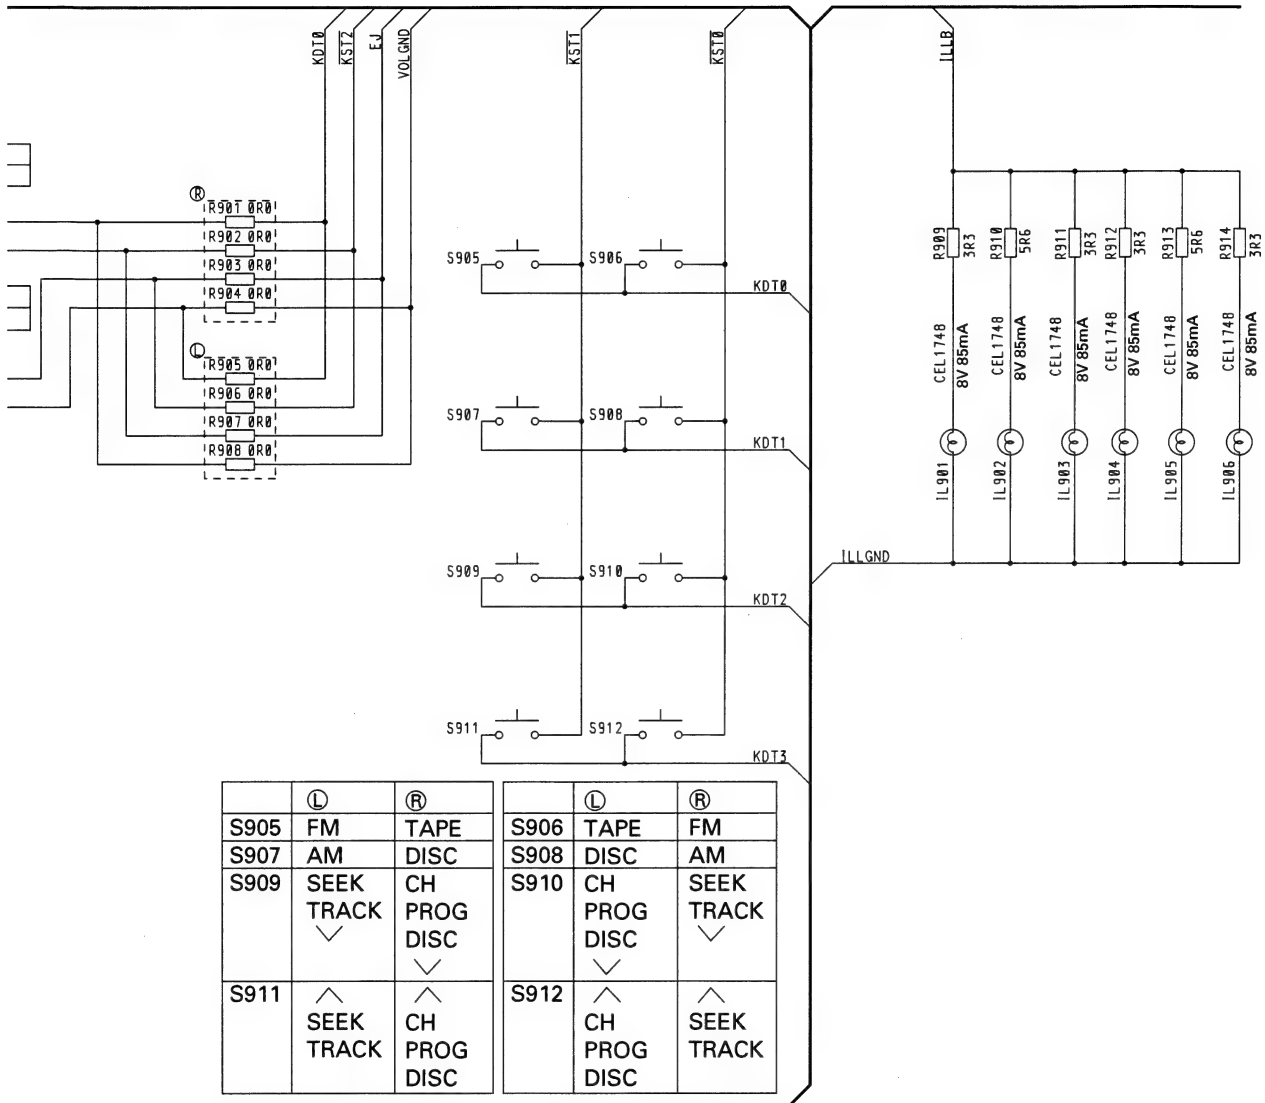 KDT0
KST2
EJ
VOLGND
KST1
KST0
ILLB
R
R901 0R0
R902 0R0
R903 0R0
R904 0R0
L
R905 0R0
R906 0R0
R907 0R0
R908 0R0
S905
S906
KDT0
S907
S908
KDT1
S909
S910
KDT2
S911
S912
KDT3
R909 3R3
R910 5R6
R911 3R3
R912 3R3
R913 5R6
R914 3R3
CEL1748 8V 85mA
CEL1748 8V 85mA
CEL1748 8V 85mA
CEL1748 8V 85mA
CEL1748 8V 85mA
CEL1748 8V 85mA
IL901
IL902
IL903
IL904
IL905
IL906
ILLGND
L R
S905 FM TAPE
S907 AM DISC
S909 SEEK CH
TRACK PROG
DISC
S911
SEEK CH
TRACK PROG
DISC
L R
S906 TAPE FM
S908 DISC AM
S910 CH SEEK
PROG TRACK
DISC
S912
CH SEEK
PROG TRACK
DISC